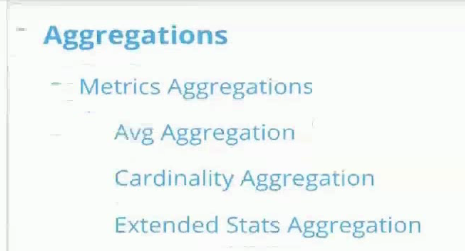 Aggregations
Metrics Aggregations
Avg Aggregation
Cardinality Aggregation
Extended Stats Aggregation